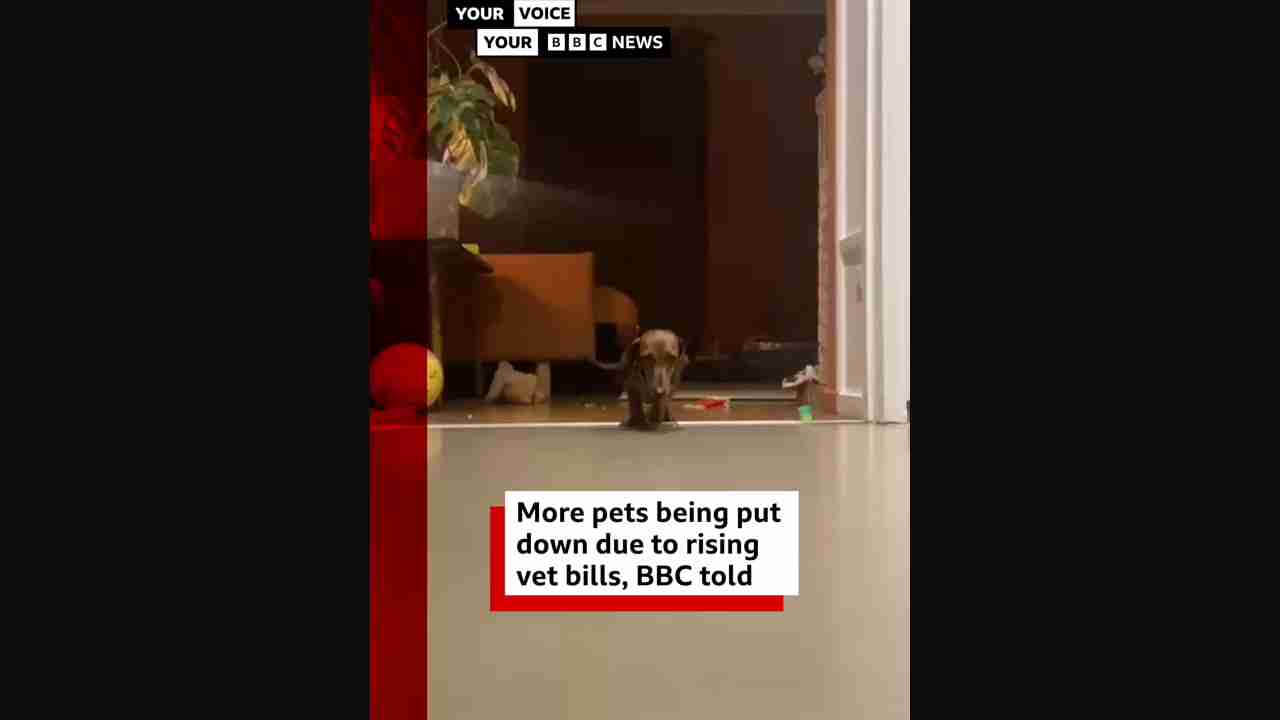 YOUR VOICE
YOUR BBC NEWS
More pets being put
down due to rising
vet bills, BBC told